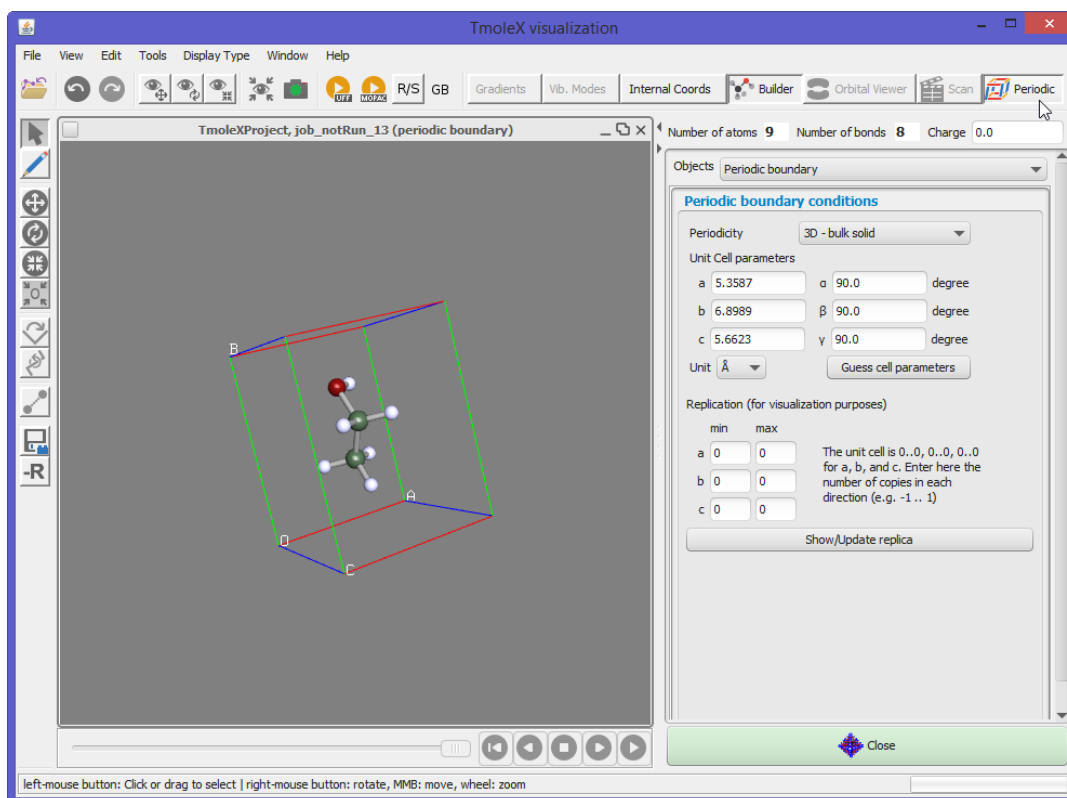 TmoleX visualization
File View Edit Tools Display Type Window Help
UFF MOPAC R/S GB Gradients Vib. Modes Internal Coords Builder Orbital Viewer Scan Periodic
TmoleXProject, job_notRun_13 (periodic boundary)
Number of atoms 9 Number of bonds 8 Charge 0.0
Objects Periodic boundary
Periodic boundary conditions
Periodicity 3D - bulk solid
Unit Cell parameters
a 5.3587 α 90.0 degree
b 6.8989 β 90.0 degree
c 5.6623 γ 90.0 degree
Unit Å Guess cell parameters
Replication (for visualization purposes)
min max
a 0 0
b 0 0
c 0 0
The unit cell is 0..0, 0..0, 0..0
for a, b, and c. Enter here the
number of copies in each
direction (e.g. -1 .. 1)
Show/Update replica
B
A
O
C
-R
Close
left-mouse button: Click or drag to select | right-mouse button: rotate, MMB: move, wheel: zoom